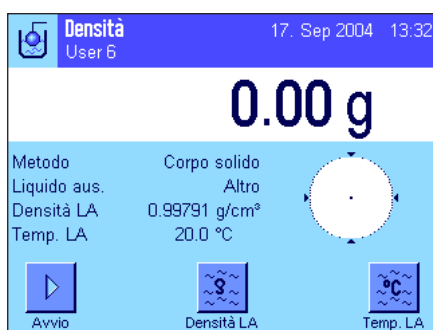 Densità
17. Sep 2004 13:32
User 6
0.00 g
Metodo Corpo solido
Liquido aus. Altro
Densità LA 0.99791 g/cm³
Temp. LA 20.0 °C
°C
Avvio Densità LA Temp. LA